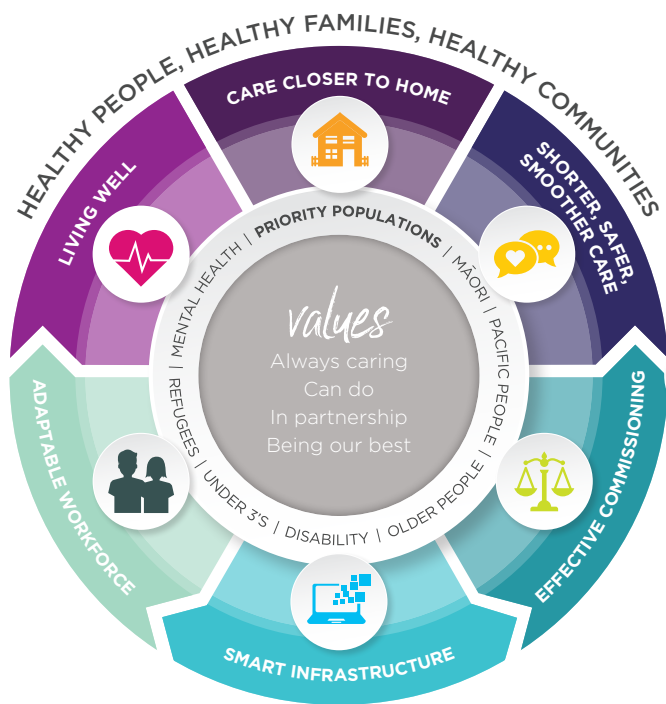 HEALTHY PEOPLE, HEALTHY FAMILIES, HEALTHY COMMUNITIES
CARE CLOSER TO HOME
SHORTER, SAFER,
SMOOTHER CARE
EFFECTIVE COMMISSIONING
SMART INFRASTRUCTURE
ADAPTABLE WORKFORCE
LIVING WELL
PRIORITY POPULATIONS | MĀORI | PACIFIC PEOPLE | OLDER PEOPLE | DISABILITY | UNDER 3'S | REFUGEES | MENTAL HEALTH |
values
Always caring
Can do
In partnership
Being our best